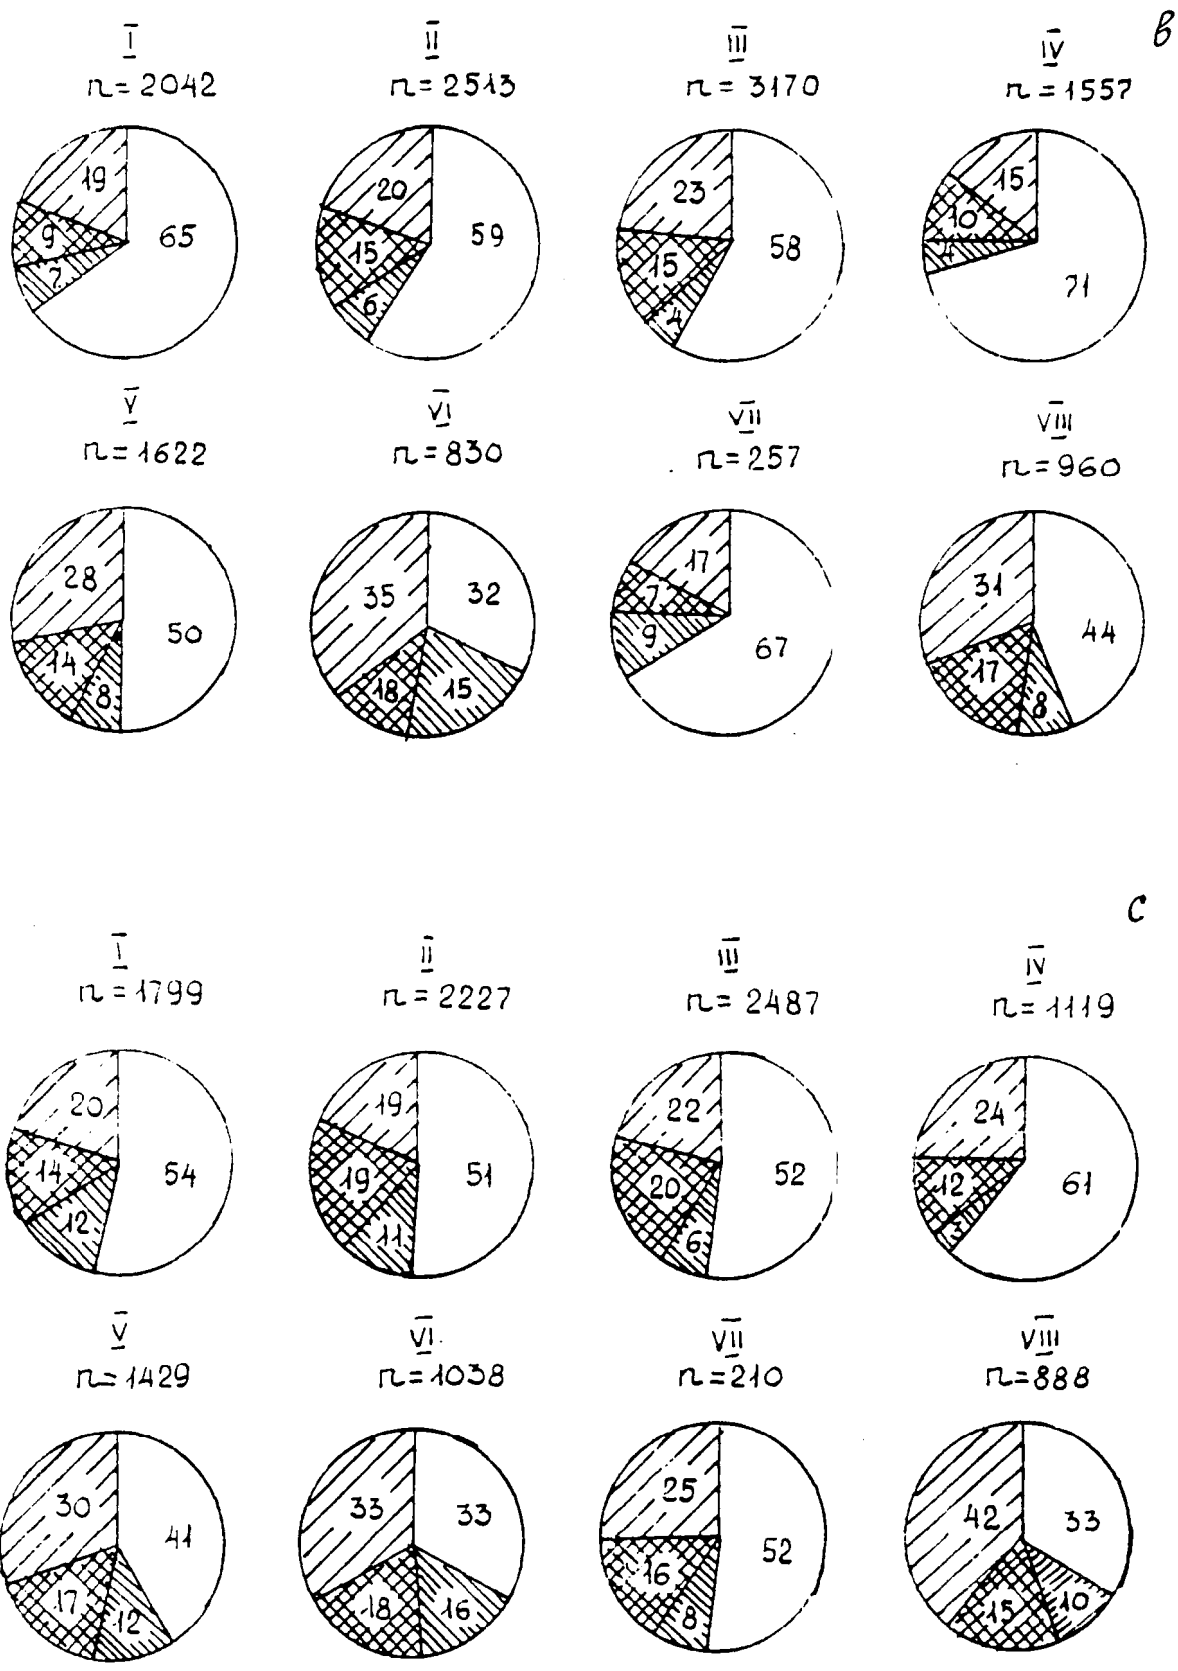 в
I II III IV
n=2042 n=2513 n=3170 n=1557
19 9 7 65
20 15 6 59
23 15 4 58
15 10 4 71
V VI VII VIII
n=1622 n=830 n=257 n=960
28 14 8 50
35 18 15 32
17 7 9 67
31 17 8 44
c
I II III IV
n=1799 n=2227 n=2487 n=1119
20 14 12 54
19 19 11 51
22 20 6 52
24 12 3 61
V VI VII VIII
n=1429 n=1038 n=210 n=888
30 17 12 41
33 18 16 33
25 16 8 52
42 15 10 33